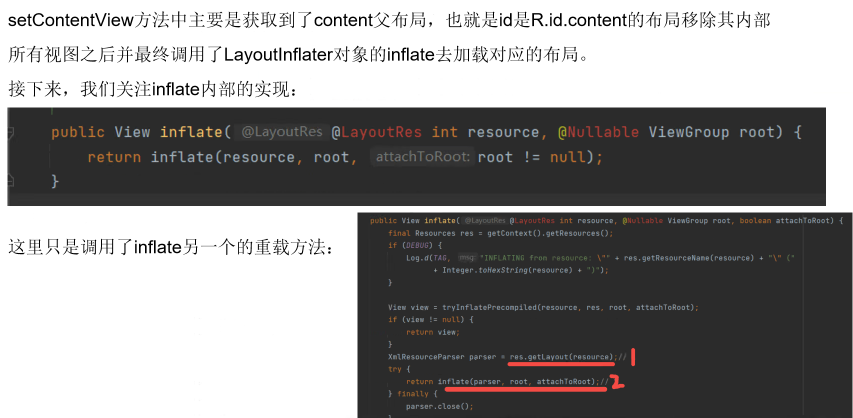 setContentView方法中主要是获取到了content父布局，也就是id是R.id.content的布局移除其内部
所有视图之后并最终调用了LayoutInflater对象的inflate去加载对应的布局。
接下来，我们关注inflate内部的实现：
public View inflate( @LayoutRes @LayoutRes int resource, @Nullable ViewGroup root) {
return inflate(resource, root, attachToRoot: root != null);
}
这里只是调用了inflate另一个的重载方法：
public View inflate( @LayoutRes @LayoutRes int resource, @Nullable ViewGroup root, boolean attachToRoot) {
final Resources res = getContext().getResources();
if (DEBUG) {
Log.d(TAG, msg: "INFLATING from resource: \"" + res.getResourceName(resource) + "\" ("
+ Integer.toHexString(resource) + ")");
}
View view = tryInflatePrecompiled(resource, res, root, attachToRoot);
if (view != null) {
return view;
}
XmlResourceParser parser = res.getLayout(resource);// 1
try {
return inflate(parser, root, attachToRoot);// 2
} finally {
parser.close();